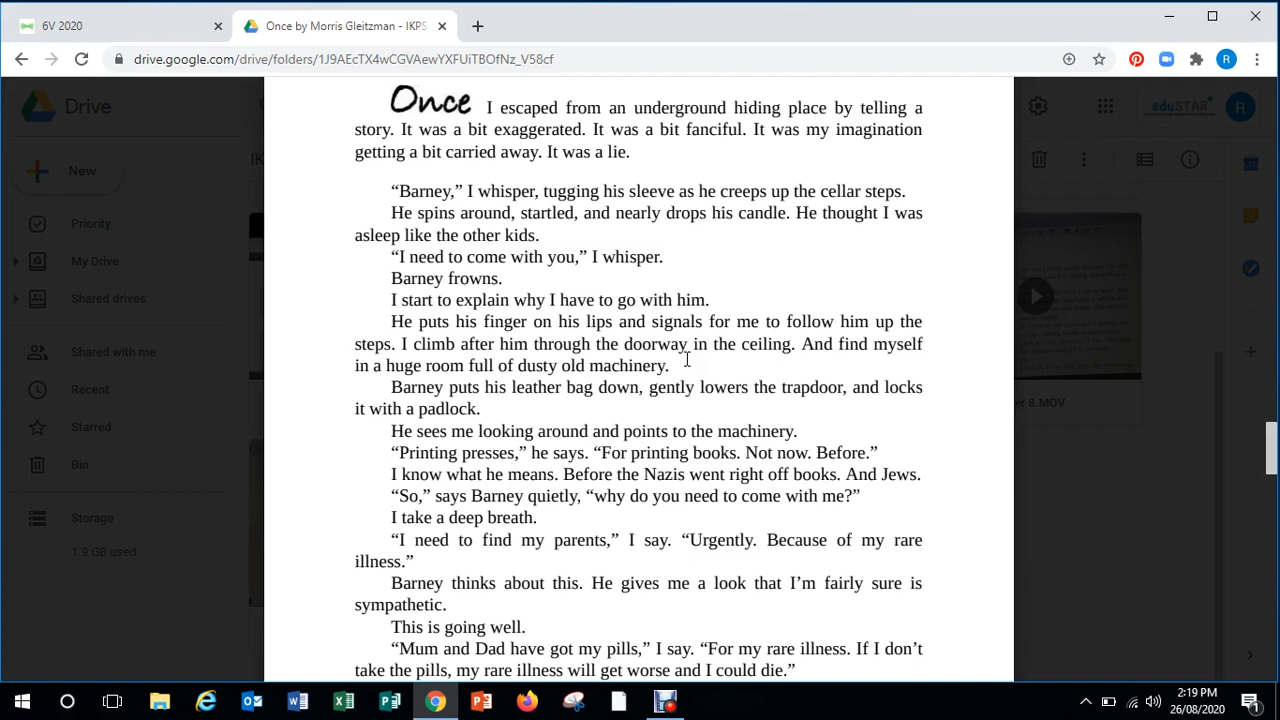 6V 2020
Once by Morris Gleitzman - IKPS
drive.google.com/drive/folders/1J9AEcTX4wCGVAewYXFUiTBOfNz_V58cf
R
Drive
eduSTAR
R
New
Priority
My Drive
Shared drives
Shared with me
Recent
Starred
Bin
Storage
1.9 GB used
er 8.MOV
Once I escaped from an underground hiding place by telling a
story. It was a bit exaggerated. It was a bit fanciful. It was my imagination
getting a bit carried away. It was a lie.
“Barney,” I whisper, tugging his sleeve as he creeps up the cellar steps.
He spins around, startled, and nearly drops his candle. He thought I was
asleep like the other kids.
“I need to come with you,” I whisper.
Barney frowns.
I start to explain why I have to go with him.
He puts his finger on his lips and signals for me to follow him up the
steps. I climb after him through the doorway in the ceiling. And find myself
in a huge room full of dusty old machinery.
Barney puts his leather bag down, gently lowers the trapdoor, and locks
it with a padlock.
He sees me looking around and points to the machinery.
“Printing presses,” he says. “For printing books. Not now. Before.”
I know what he means. Before the Nazis went right off books. And Jews.
“So,” says Barney quietly, “why do you need to come with me?”
I take a deep breath.
“I need to find my parents,” I say. “Urgently. Because of my rare
illness.”
Barney thinks about this. He gives me a look that I’m fairly sure is
sympathetic.
This is going well.
“Mum and Dad have got my pills,” I say. “For my rare illness. If I don’t
take the pills, my rare illness will get worse and I could die.”
2:19 PM
26/08/2020